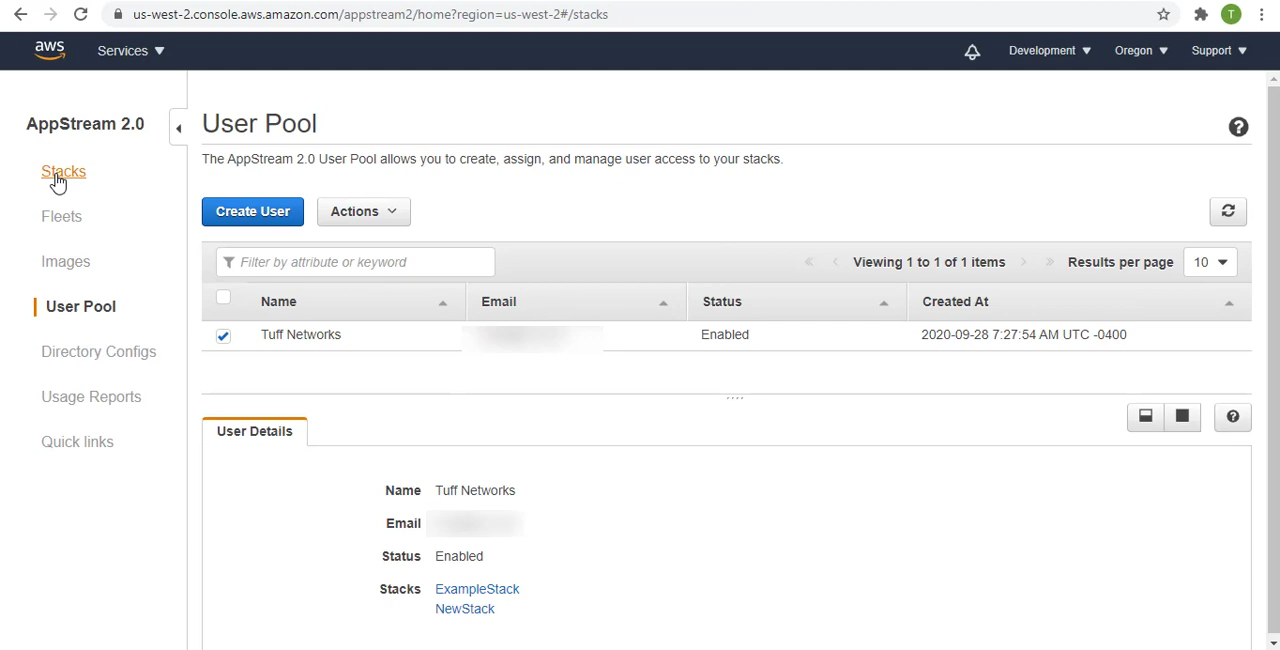 us-west-2.console.aws.amazon.com/appstream2/home?region=us-west-2#/stacks
T
aws
Services
Development
Oregon
Support
AppStream 2.0
Stacks
Fleets
Images
User Pool
Directory Configs
Usage Reports
Quick links
User Pool
The AppStream 2.0 User Pool allows you to create, assign, and manage user access to your stacks.
Create User
Actions
Filter by attribute or keyword
Viewing 1 to 1 of 1 items
Results per page
10
Name
Email
Status
Created At
Tuff Networks
Enabled
2020-09-28 7:27:54 AM UTC -0400
User Details
Name Tuff Networks
Email
Status Enabled
Stacks ExampleStack
NewStack